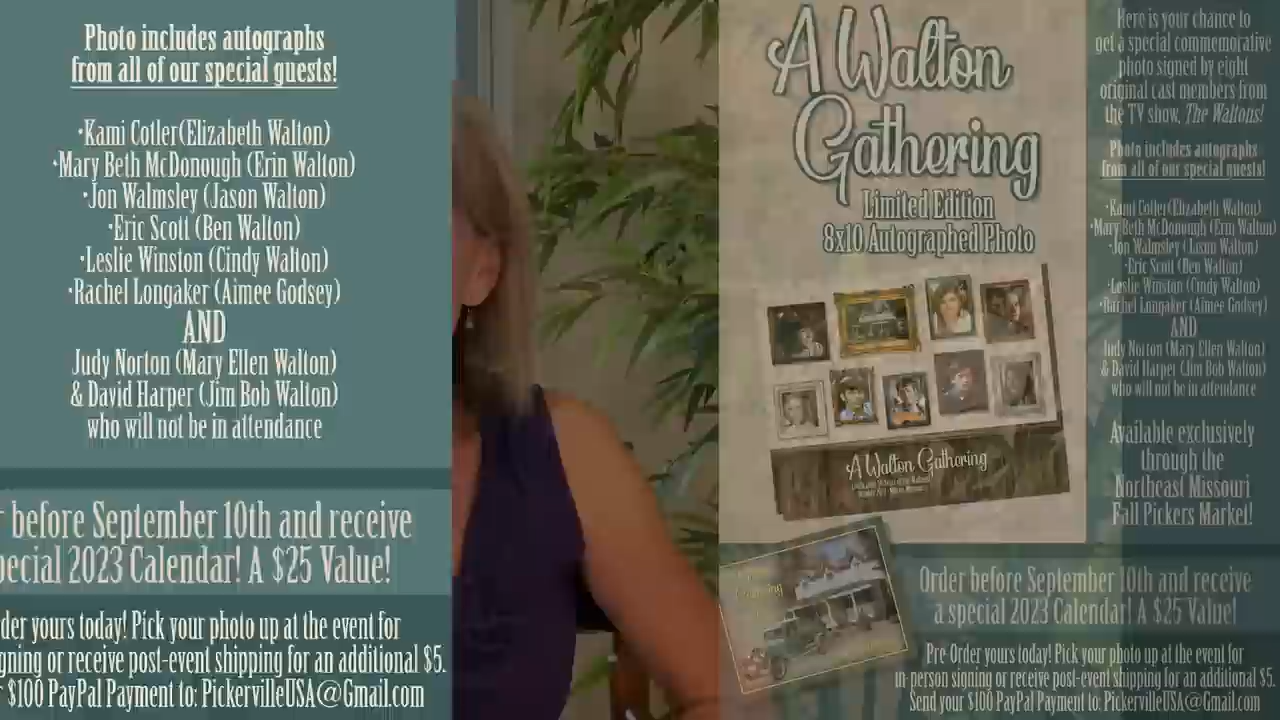 Photo includes autographs
from all of our special guests!
•Kami Cotler(Elizabeth Walton)
•Mary Beth McDonough (Erin Walton)
•Jon Walmsley (Jason Walton)
•Eric Scott (Ben Walton)
•Leslie Winston (Cindy Walton)
•Rachel Longaker (Aimee Godsey)
AND
Judy Norton (Mary Ellen Walton)
& David Harper (Jim Bob Walton)
who will not be in attendance
before September 10th and receive
2023 Calendar! A $25 Value!
yours today! Pick your photo up at the event for
or receive post-event shipping for an additional $5.
$100 PayPal Payment to: PickervilleUSA@Gmail.com
A Walton
Gathering
Limited Edition
8x10 Autographed Photo
A Walton Gathering
Here is your chance to
get a special commemorative
photo signed by eight
original cast members from
the TV show, The Waltons!
Photo includes autographs
from all of our special guests!
•Kami Cotler(Elizabeth Walton)
•Mary Beth McDonough (Erin Walton)
•Jon Walmsley (Jason Walton)
•Eric Scott (Ben Walton)
•Leslie Winston (Cindy Walton)
•Rachel Longaker (Aimee Godsey)
AND
Judy Norton (Mary Ellen Walton)
& David Harper (Jim Bob Walton)
who will not be in attendance
Available exclusively
through the
Northeast Missouri
Fall Pickers Market!
Order before September 10th and receive
a special 2023 Calendar! A $25 Value!
Pre-Order yours today! Pick your photo up at the event for
in-person signing or receive post-event shipping for an additional $5.
Send your $100 PayPal Payment to: PickervilleUSA@Gmail.com